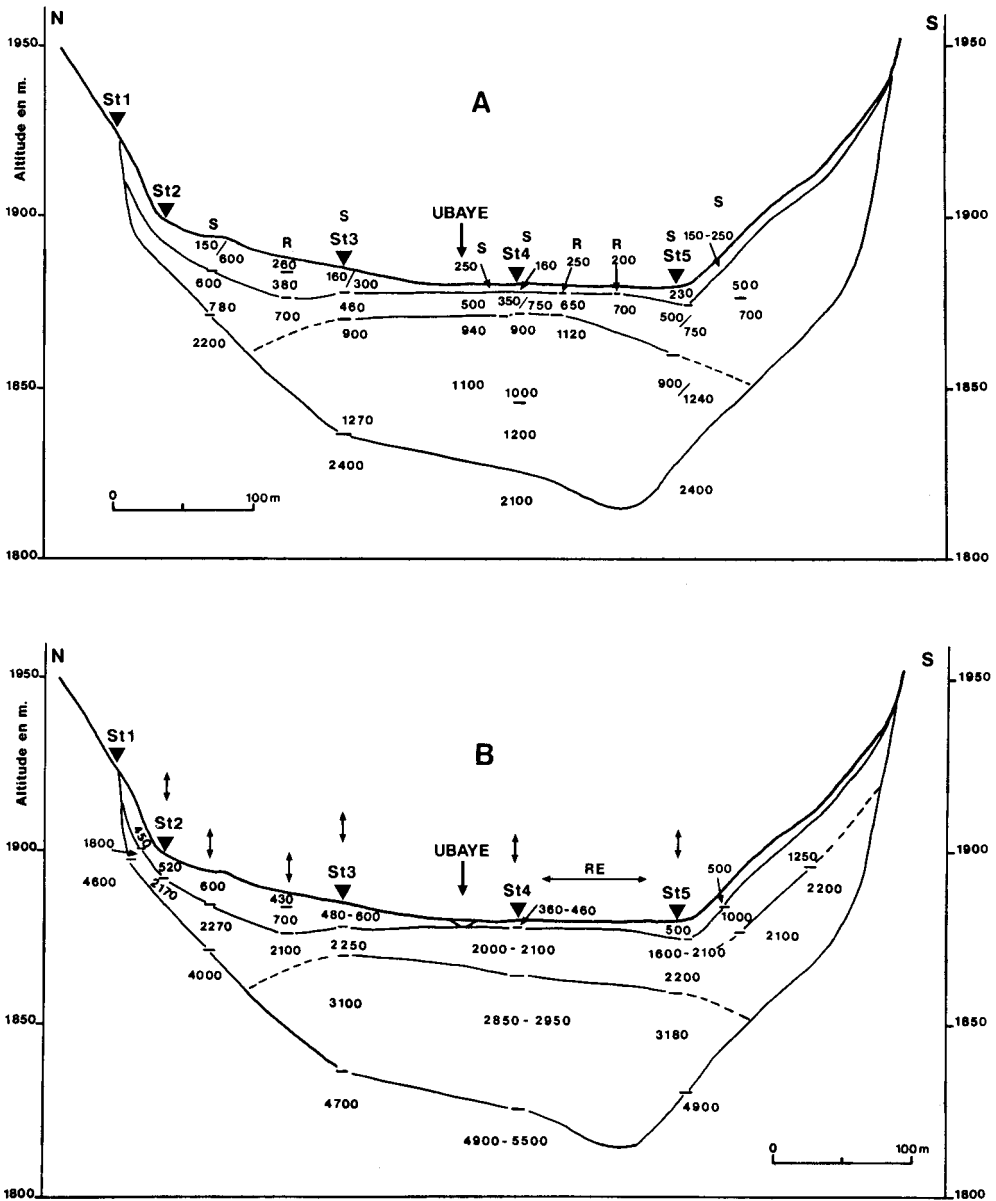 N
S
1950
1950
Altitude en m.
St1
A
St2
1900
1900
S
S
S
150/600
R
St3
UBAYE
S
S
St4
R
R
S
St5
150-250
260
160/300
250
160
250
200
230
600
380
460
500
350/750
650
700
500/750
500
700
780
700
900
940
900
1120
2200
1850
1850
1100
1000
900/1240
1270
1200
2400
2100
2400
0
100m
1800
1800
N
S
1950
1950
Altitude en m.
St1
B
St2
1900
1900
UBAYE
RE
St3
St4
St5
450
1800
520
600
430
480-600
360-460
500
500
1250
4600
2170
700
1000
2200
2270
2100
2250
2000-2100
1600-2100
2100
4000
2200
3100
2850-2950
3180
1850
1850
4700
4900-5500
4900
0
100m
1800
1800